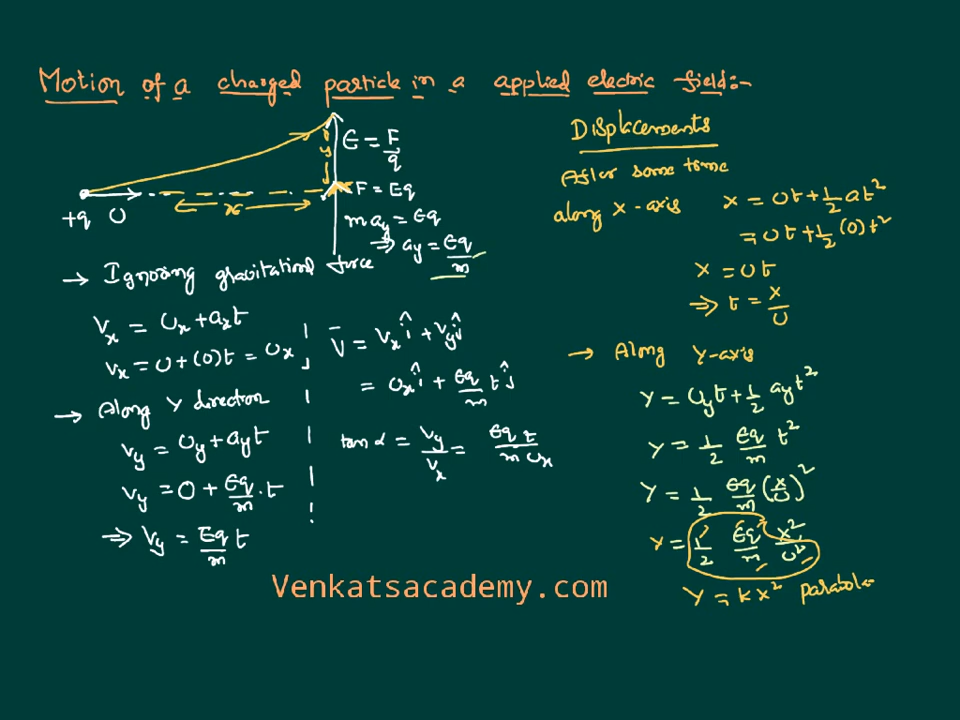 Motion of a charged particle in a applied electric field:-
E = F/q
y
+q U
x
F = Eq
m ay = Eq
⇒ ay = Eq/m
→ Ignoring gravitational force
Vx = Ux + axt
Vx = U + (0)t = Ux
→ Along Y direction
Vy = Uy + ayt
Vy = 0 + Eq/m . t
⇒ Vy = Eq/m t
V̄ = Vx î + Vy ĵ
= Ux î + Eq/m t ĵ
tan α = Vy/Vx = Eq t/m Ux
Displacements
After some time
along X-axis X = Ut + 1/2 at²
= Ut + 1/2 (0)t²
X = Ut
⇒ t = X/U
→ Along Y-axis
Y = Uyt + 1/2 ayt²
Y = 1/2 Eq/m t²
Y = 1/2 Eq/m (X/U)²
Y = 1/2 Eq/m X²/U²
Y = KX² parabola
Venkatsacademy.com